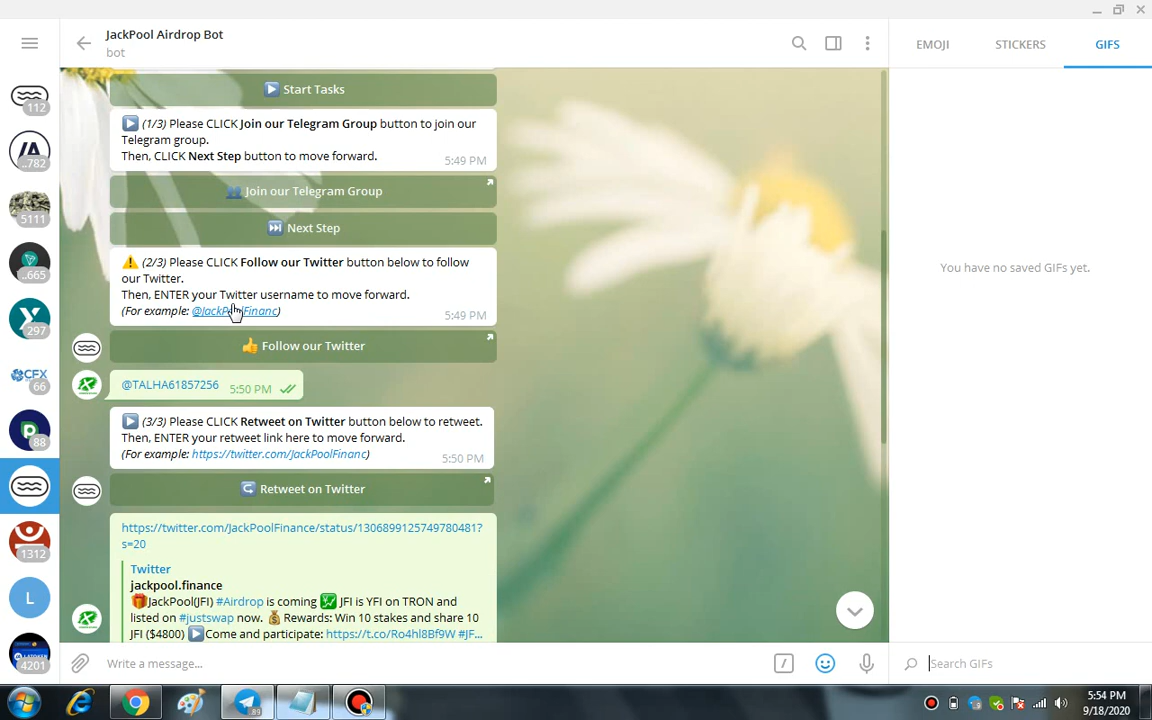 JackPool Airdrop Bot
bot
EMOJI
STICKERS
GIFS
112
Start Tasks
(1/3) Please CLICK Join our Telegram Group button to join our
Telegram group.
Then, CLICK Next Step button to move forward.
5:49 PM
..782
Join our Telegram Group
5111
Next Step
..665
(2/3) Please CLICK Follow our Twitter button below to follow
our Twitter.
Then, ENTER your Twitter username to move forward.
(For example: @JackPoolFinanc)
5:49 PM
You have no saved GIFs yet.
297
Follow our Twitter
CFX
66
@TALHA61857256
5:50 PM
(3/3) Please CLICK Retweet on Twitter button below to retweet.
Then, ENTER your retweet link here to move forward.
(For example: https://twitter.com/JackPoolFinanc)
5:50 PM
88
Retweet on Twitter
https://twitter.com/JackPoolFinance/status/1306899125749780481?
s=20
1312
Twitter
jackpool.finance
JackPool(JFI) #Airdrop is coming JFI is YFI on TRON and
listed on #justswap now. Rewards: Win 10 stakes and share 10
JFI ($4800) Come and participate: https://t.co/Ro4hl8Bf9W #JF...
L
4201
Write a message...
Search GIFs
89
5:54 PM
9/18/2020